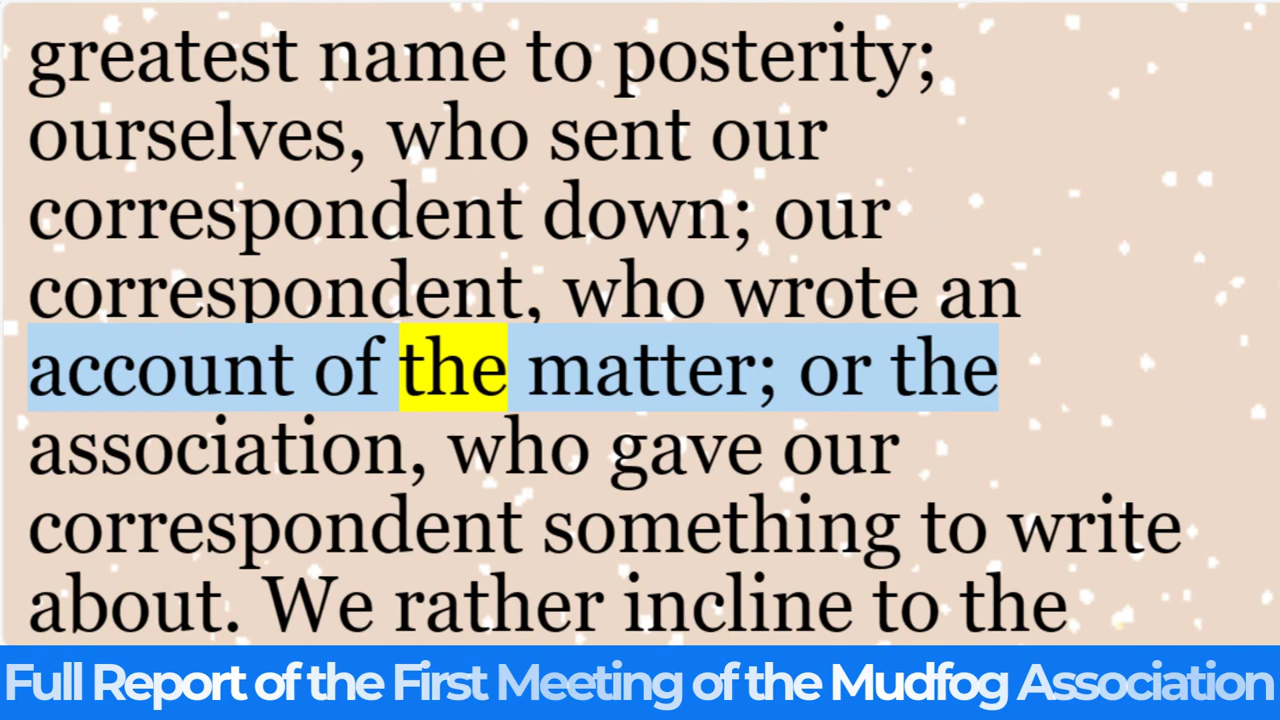 greatest name to posterity;
ourselves, who sent our
correspondent down; our
correspondent, who wrote an
account of the matter; or the
association, who gave our
correspondent something to write
about. We rather incline to the
Full Report of the First Meeting of the Mudfog Association